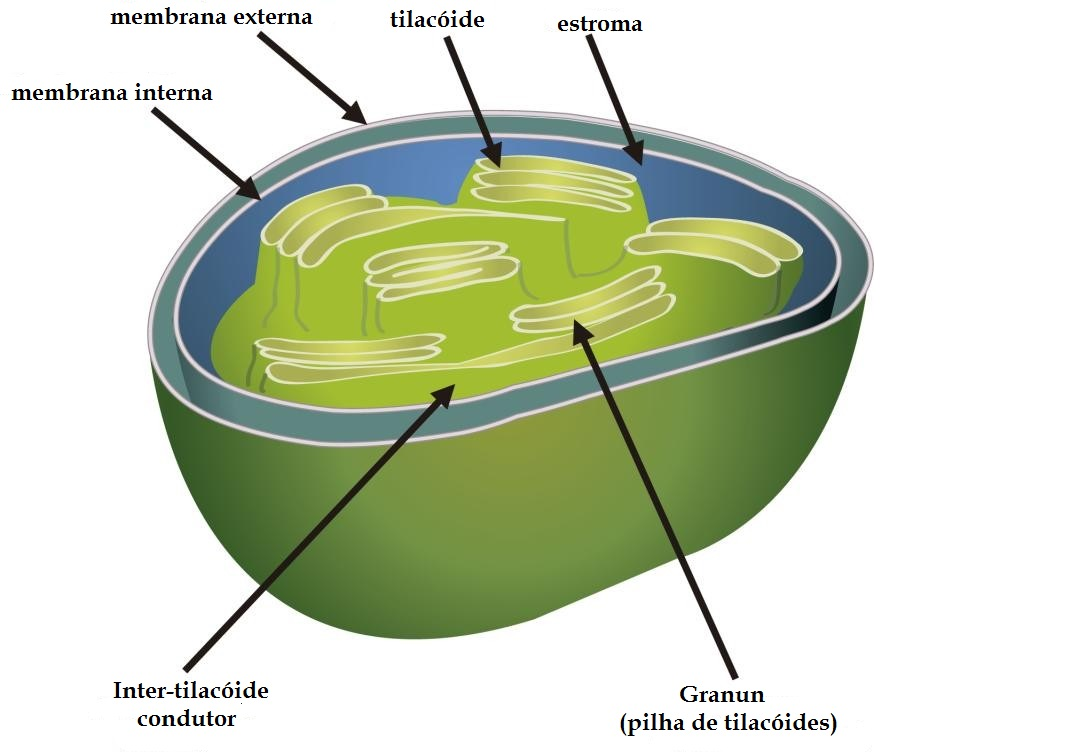 membrana externa
tilacóide
estroma
membrana interna
Inter-tilacóide
condutor
Granun
(pilha de tilacóides)